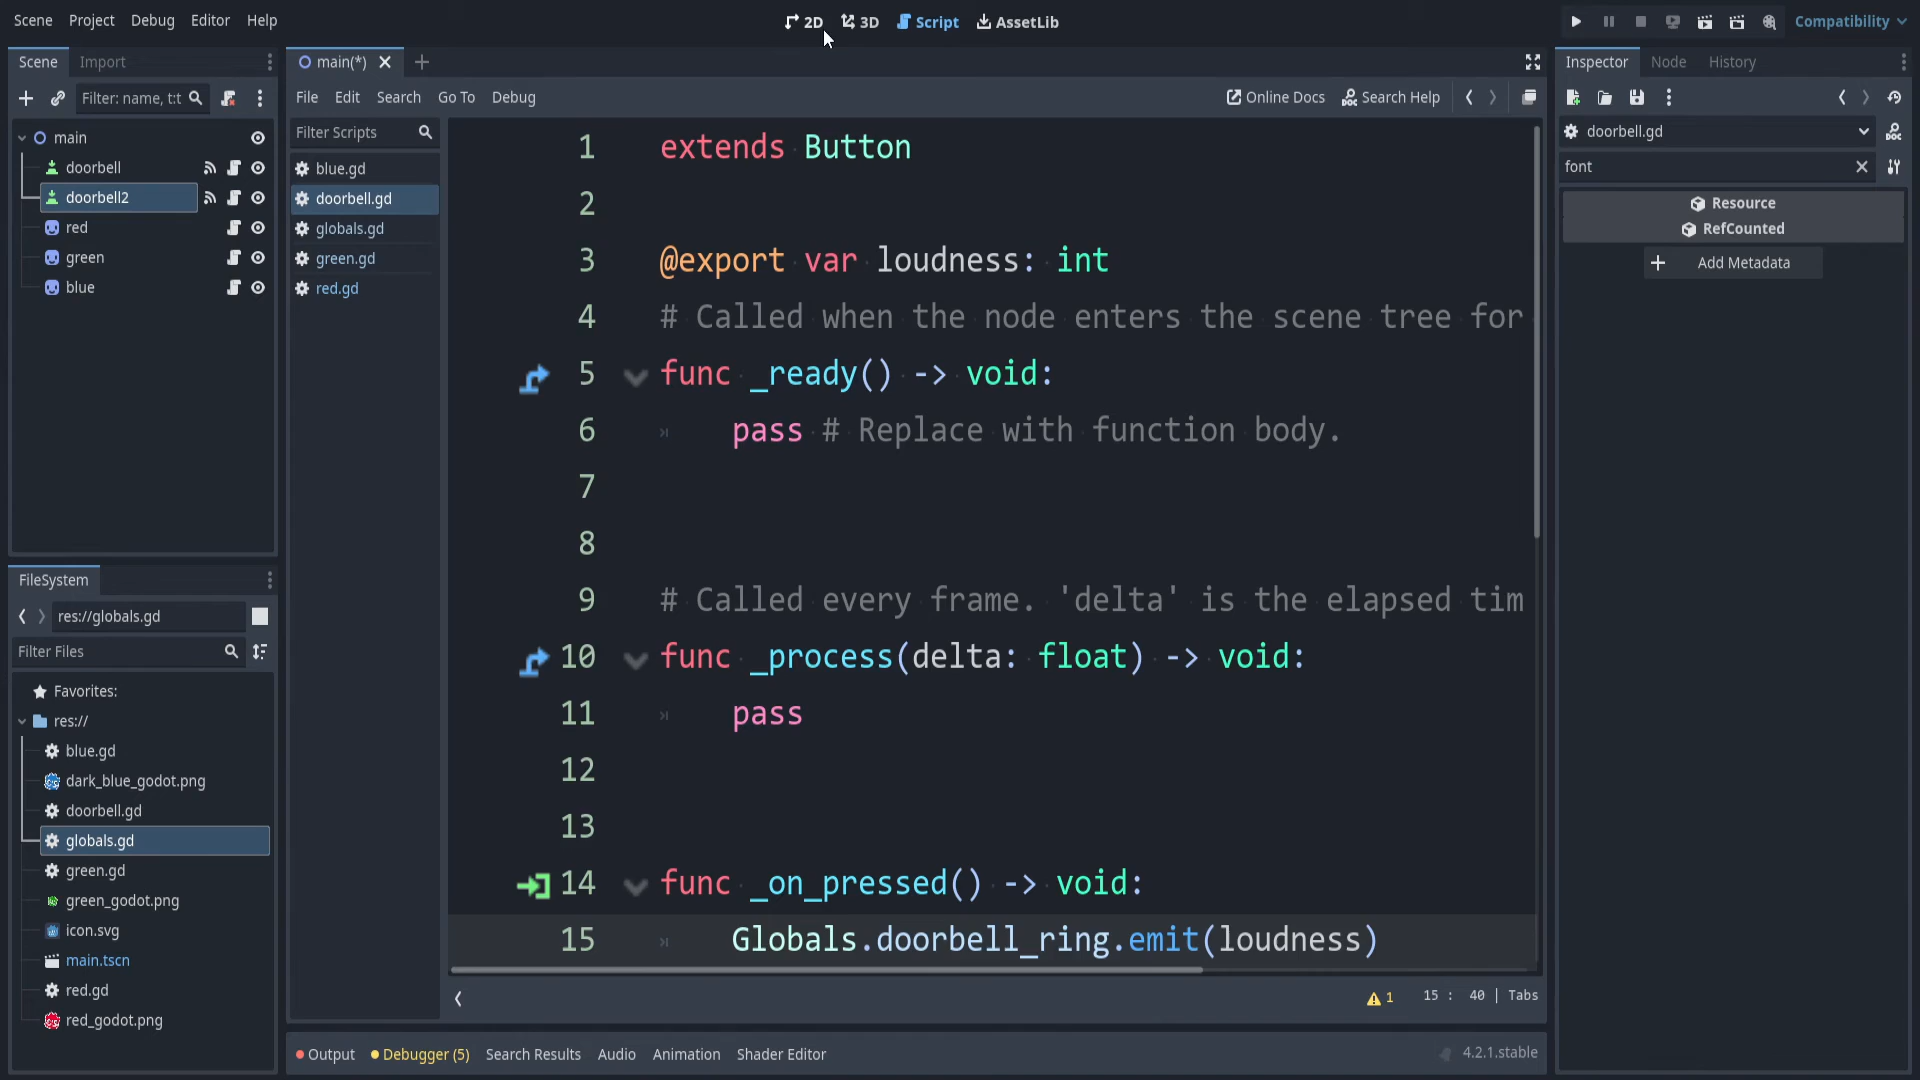 Scene Project Debug Editor Help
2D 3D Script AssetLib
Compatibility
Scene Import
Filter: name, t:t
main
doorbell
doorbell2
red
green
blue
FileSystem
res://globals.gd
Filter Files
Favorites:
res://
blue.gd
dark_blue_godot.png
doorbell.gd
globals.gd
green.gd
green_godot.png
icon.svg
main.tscn
red.gd
red_godot.png
main(*)
File Edit Search Go To Debug
Online Docs Search Help
Filter Scripts
blue.gd
doorbell.gd
globals.gd
green.gd
red.gd
1 extends Button
2
3 @export var loudness: int
4 # Called when the node enters the scene tree for
5 func _ready() -> void:
6 pass # Replace with function body.
7
8
9 # Called every frame. 'delta' is the elapsed tim
10 func _process(delta: float) -> void:
11 pass
12
13
14 func _on_pressed() -> void:
15 Globals.doorbell_ring.emit(loudness)
1 15 : 40 | Tabs
Output Debugger (5) Search Results Audio Animation Shader Editor
4.2.1.stable
Inspector Node History
doorbell.gd
font
Resource
RefCounted
Add Metadata